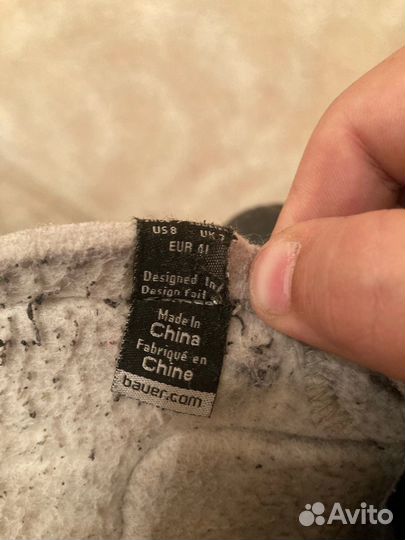 US 8 UK 7
EUR 41
Designed In
Design fait
Made In
China
Fabriqué en
Chine
bauer.com
Avito